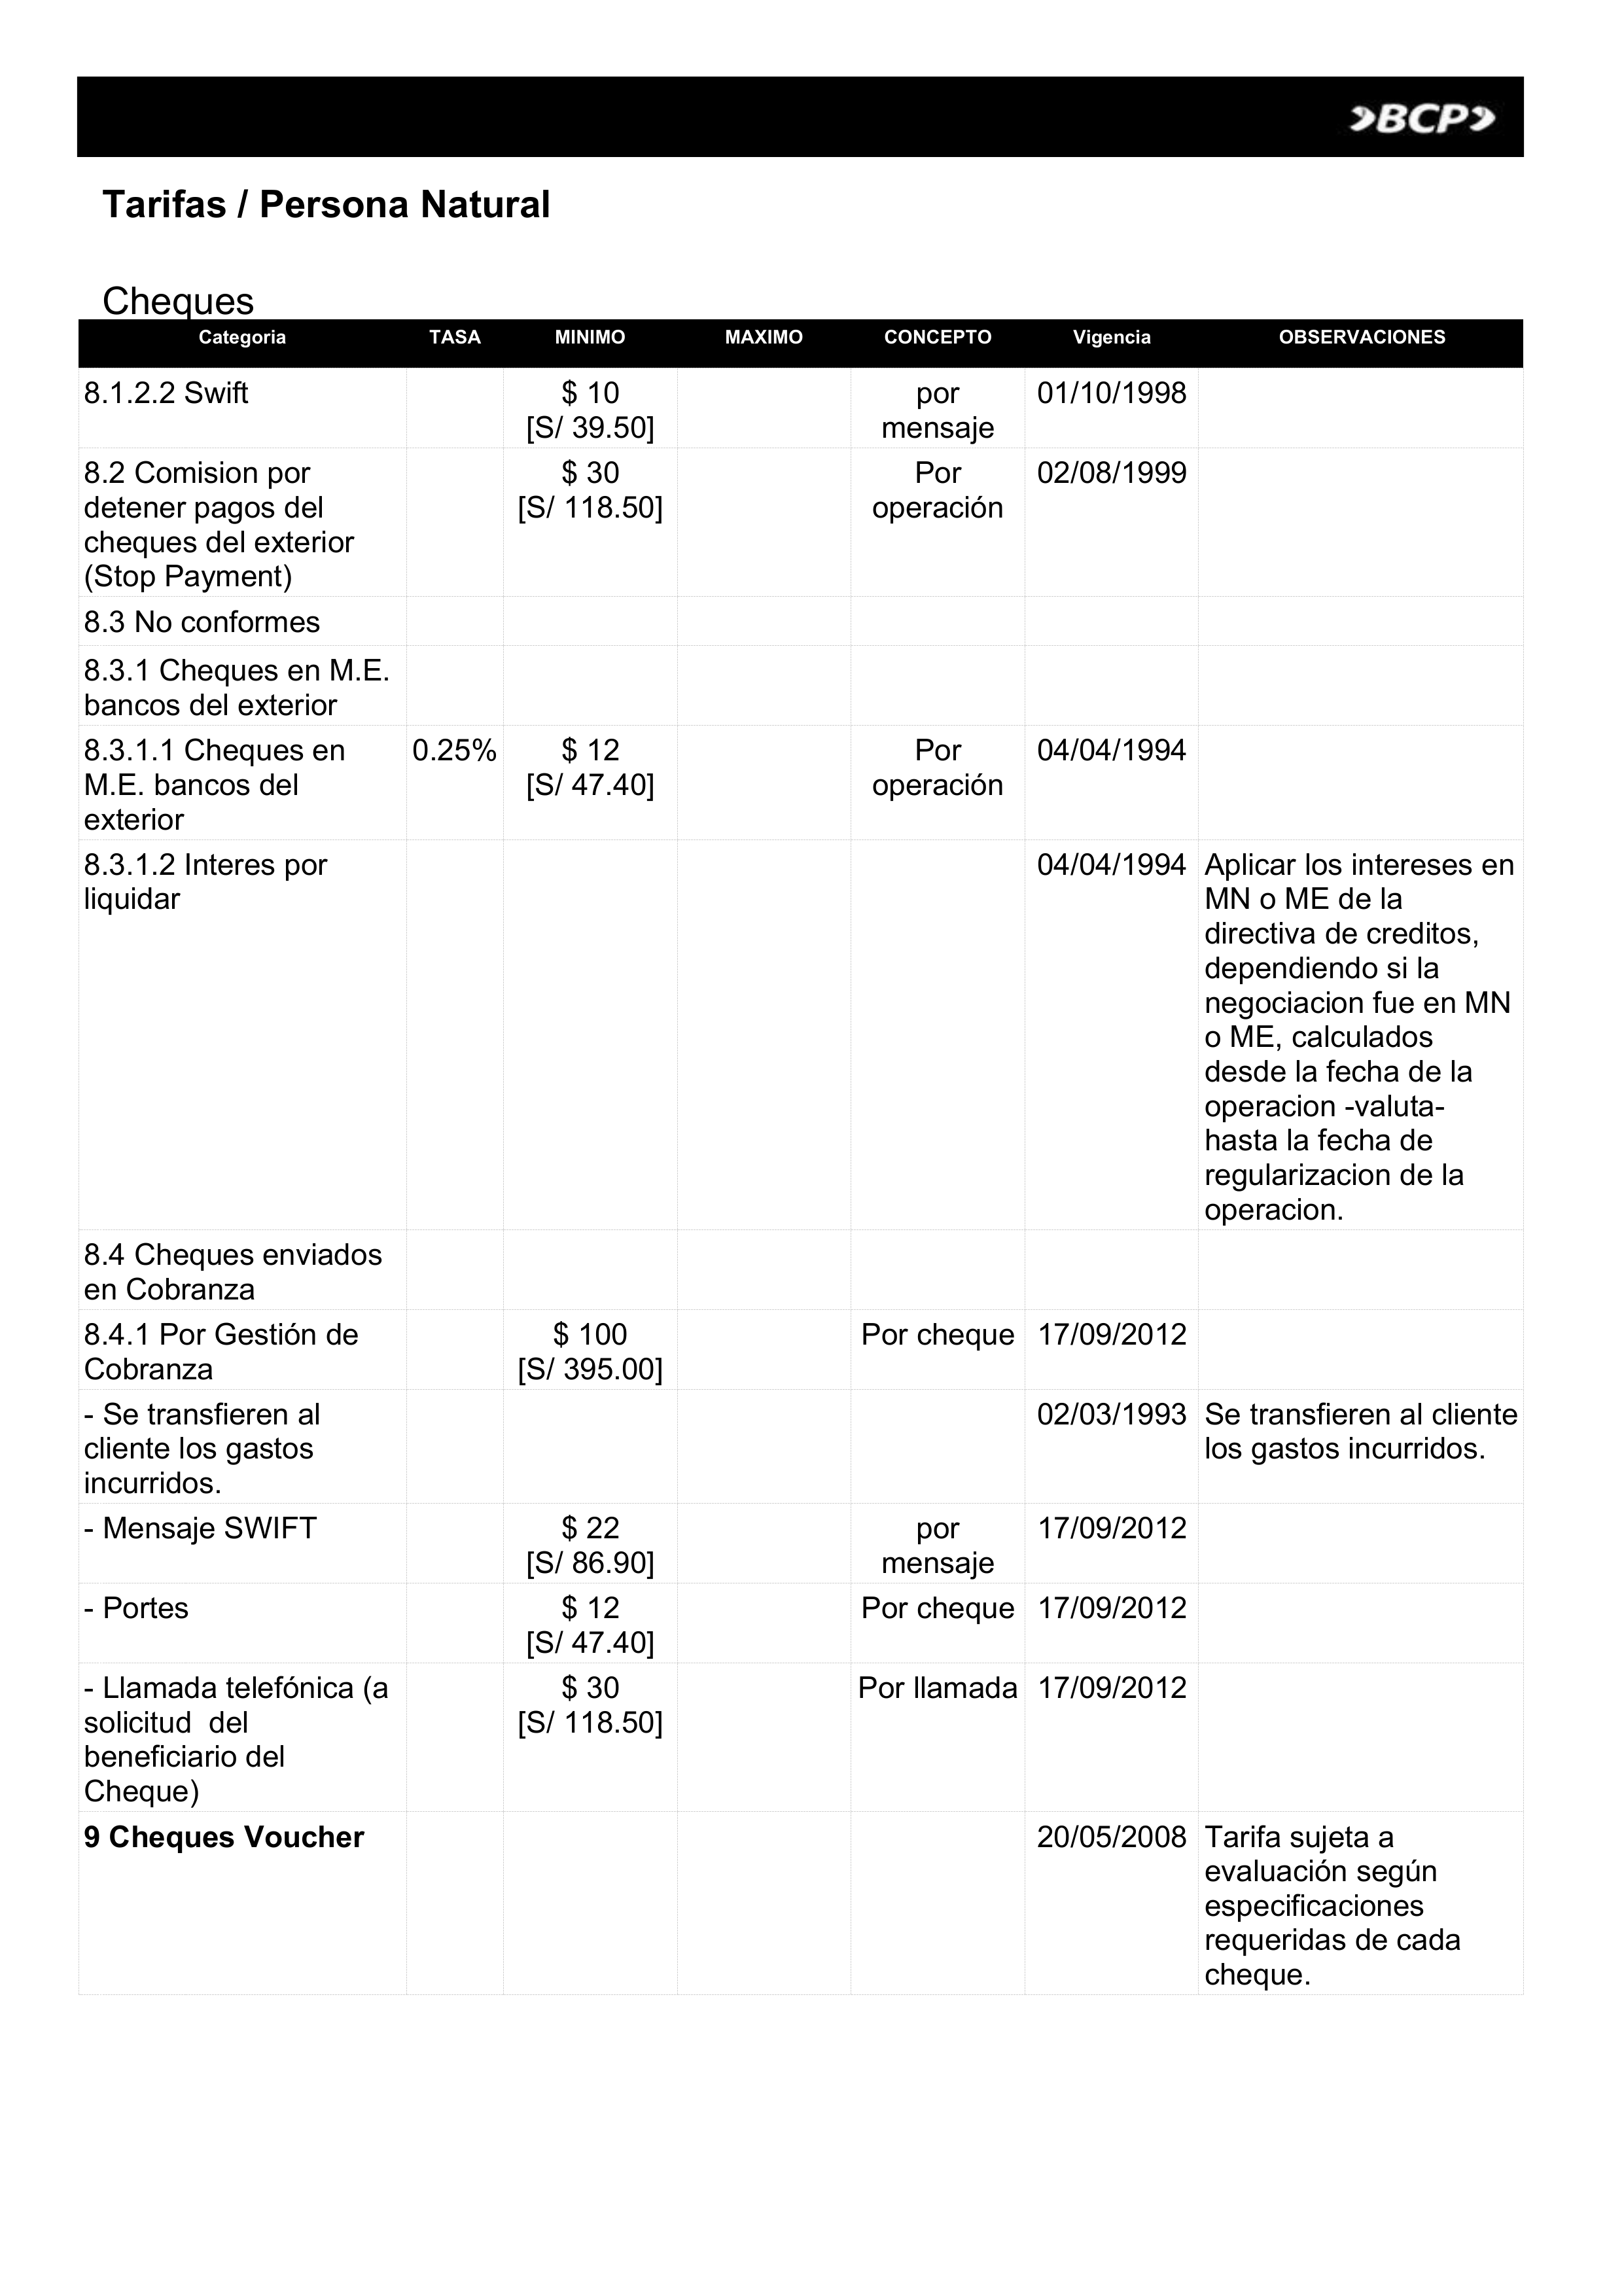 BCP
Tarifas / Persona Natural
Cheques
Categoria TASA MINIMO MAXIMO CONCEPTO Vigencia OBSERVACIONES
8.1.2.2 Swift $ 10 por 01/10/1998
[S/ 39.50] mensaje
8.2 Comision por $ 30 Por 02/08/1999
detener pagos del [S/ 118.50] operación
cheques del exterior
(Stop Payment)
8.3 No conformes
8.3.1 Cheques en M.E.
bancos del exterior
8.3.1.1 Cheques en 0.25% $ 12 Por 04/04/1994
M.E. bancos del [S/ 47.40] operación
exterior
8.3.1.2 Interes por 04/04/1994 Aplicar los intereses en
liquidar MN o ME de la
directiva de creditos,
dependiendo si la
negociacion fue en MN
o ME, calculados
desde la fecha de la
operacion -valuta-
hasta la fecha de
regularizacion de la
operacion.
8.4 Cheques enviados
en Cobranza
8.4.1 Por Gestión de $ 100 Por cheque 17/09/2012
Cobranza [S/ 395.00]
- Se transfieren al 02/03/1993 Se transfieren al cliente
cliente los gastos los gastos incurridos.
incurridos.
- Mensaje SWIFT $ 22 por 17/09/2012
[S/ 86.90] mensaje
- Portes $ 12 Por cheque 17/09/2012
[S/ 47.40]
- Llamada telefónica (a $ 30 Por llamada 17/09/2012
solicitud  del [S/ 118.50]
beneficiario del
Cheque)
9 Cheques Voucher 20/05/2008 Tarifa sujeta a
evaluación según
especificaciones
requeridas de cada
cheque.